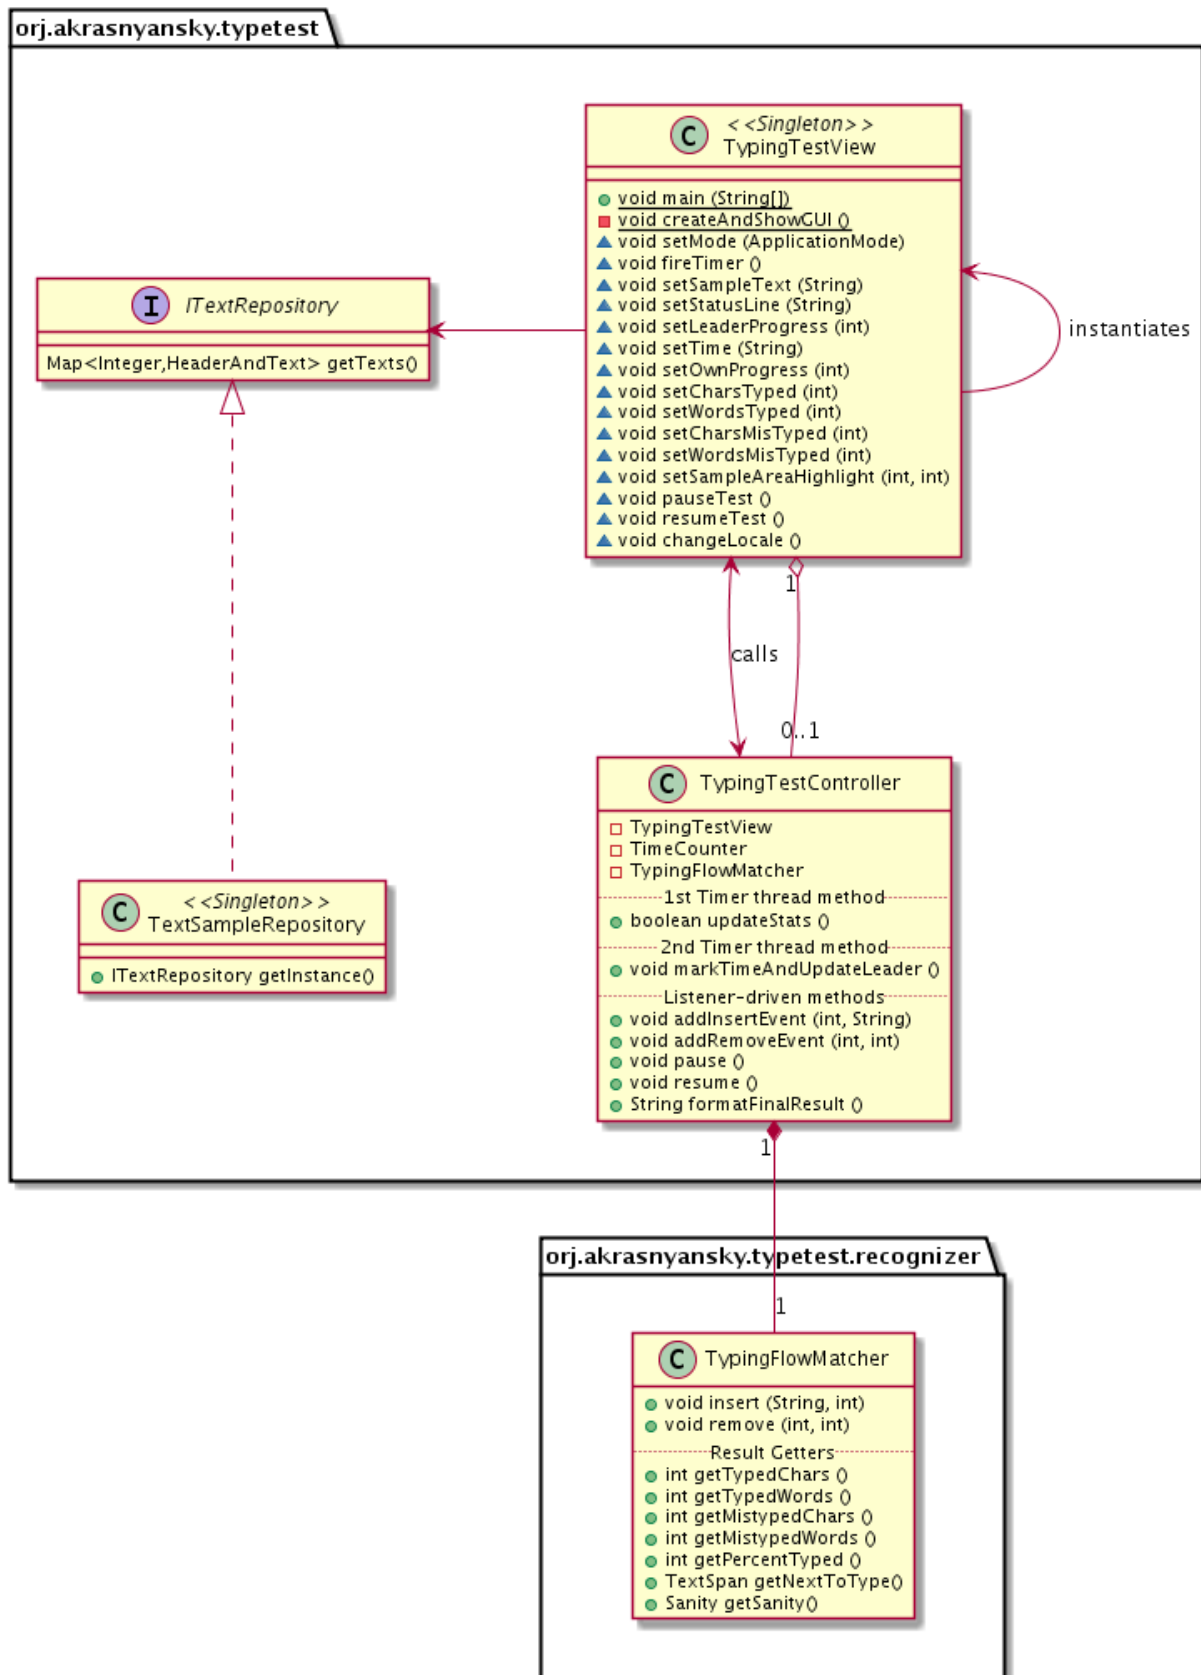 orj.akrasnyansky.typetest
C
<<Singleton>>
TypingTestView
void main (String[])
void createAndShowGUI ()
void setMode (ApplicationMode)
void fireTimer ()
void setSampleText (String)
void setStatusLine (String)
void setLeaderProgress (int)
void setTime (String)
void setOwnProgress (int)
void setCharsTyped (int)
void setWordsTyped (int)
void setCharsMisTyped (int)
void setWordsMisTyped (int)
void setSampleAreaHighlight (int, int)
void pauseTest ()
void resumeTest ()
void changeLocale ()
instantiates
I
ITextRepository
Map<Integer,HeaderAndText> getTexts()
1
calls
0..1
C
TypingTestController
TypingTestView
TimeCounter
TypingFlowMatcher
1st Timer thread method
boolean updateStats ()
2nd Timer thread method
void markTimeAndUpdateLeader ()
Listener-driven methods
void addInsertEvent (int, String)
void addRemoveEvent (int, int)
void pause ()
void resume ()
String formatFinalResult ()
C
<<Singleton>>
TextSampleRepository
ITextRepository getInstance()
1
orj.akrasnyansky.typetest.recognizer
1
C
TypingFlowMatcher
void insert (String, int)
void remove (int, int)
Result Getters
int getTypedChars ()
int getTypedWords ()
int getMistypedChars ()
int getMistypedWords ()
int getPercentTyped ()
TextSpan getNextToType()
Sanity getSanity()